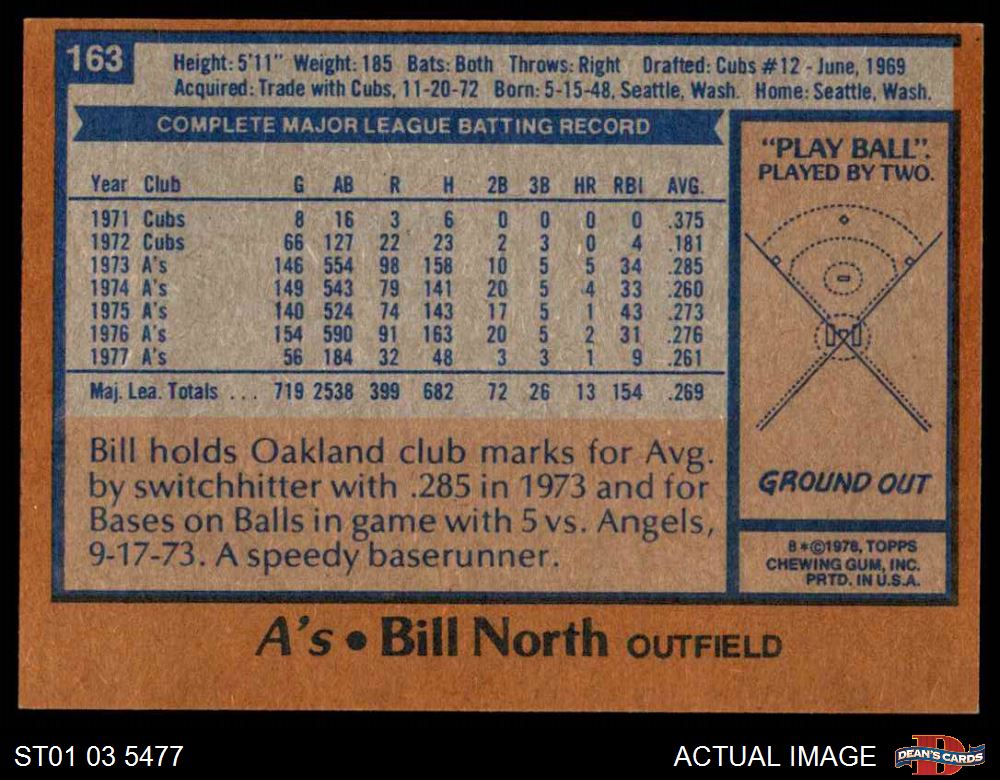 163
Height: 5'11" Weight: 185 Bats: Both Throws: Right Drafted: Cubs #12 - June, 1969
Acquired: Trade with Cubs, 11-20-72 Born: 5-15-48, Seattle, Wash. Home: Seattle, Wash.
COMPLETE MAJOR LEAGUE BATTING RECORD
Year Club G AB R H 2B 3B HR RBI AVG.
1971 Cubs 8 16 3 6 0 0 0 0 .375
1972 Cubs 66 127 22 23 2 3 0 4 .181
1973 A's 146 554 98 158 10 5 5 34 .285
1974 A's 149 543 79 141 20 5 4 33 .260
1975 A's 140 524 74 143 17 5 1 43 .273
1976 A's 154 590 91 163 20 5 2 31 .276
1977 A's 56 184 32 48 3 3 1 9 .261
Maj. Lea. Totals ... 719 2538 399 682 72 26 13 154 .269
Bill holds Oakland club marks for Avg.
by switchhitter with .285 in 1973 and for
Bases on Balls in game with 5 vs. Angels,
9-17-73. A speedy baserunner.
"PLAY BALL".
PLAYED BY TWO.
GROUND OUT
8*©1978, TOPPS
CHEWING GUM, INC.
PRTD. IN U.S.A.
A's • Bill North OUTFIELD
ST01 03 5477
ACTUAL IMAGE
D
DEAN'S CARDS